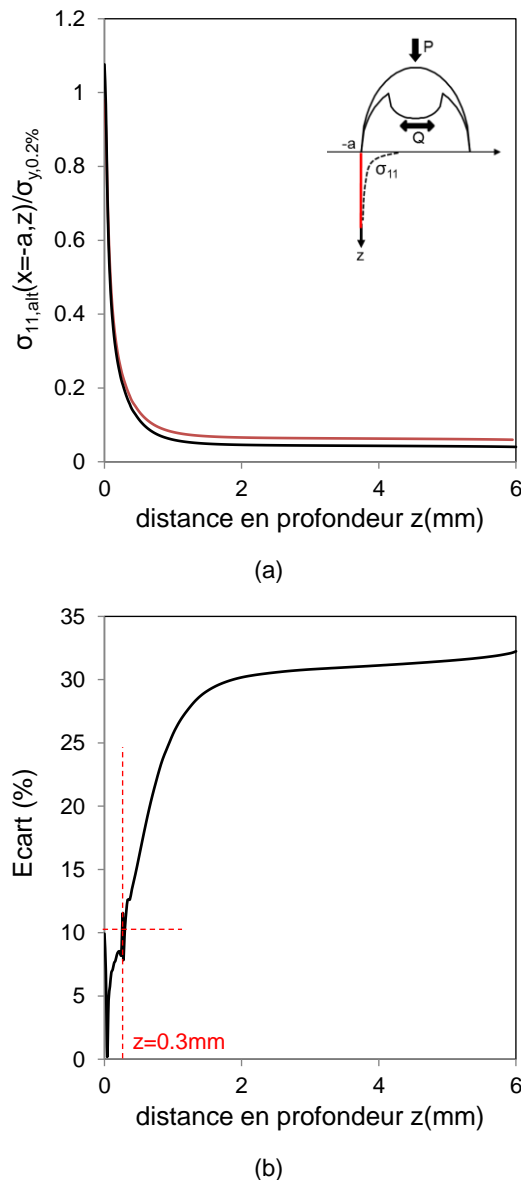 1.2
1
0.8
0.6
0.4
0.2
0
σ11,alt(x=-a,z)/σy,0.2%
P
Q
-a
σ11
z
0 2 4 6
distance en profondeur z(mm)
(a)
35
30
25
20
15
10
5
0
Ecart (%)
z=0.3mm
0 2 4 6
distance en profondeur z(mm)
(b)